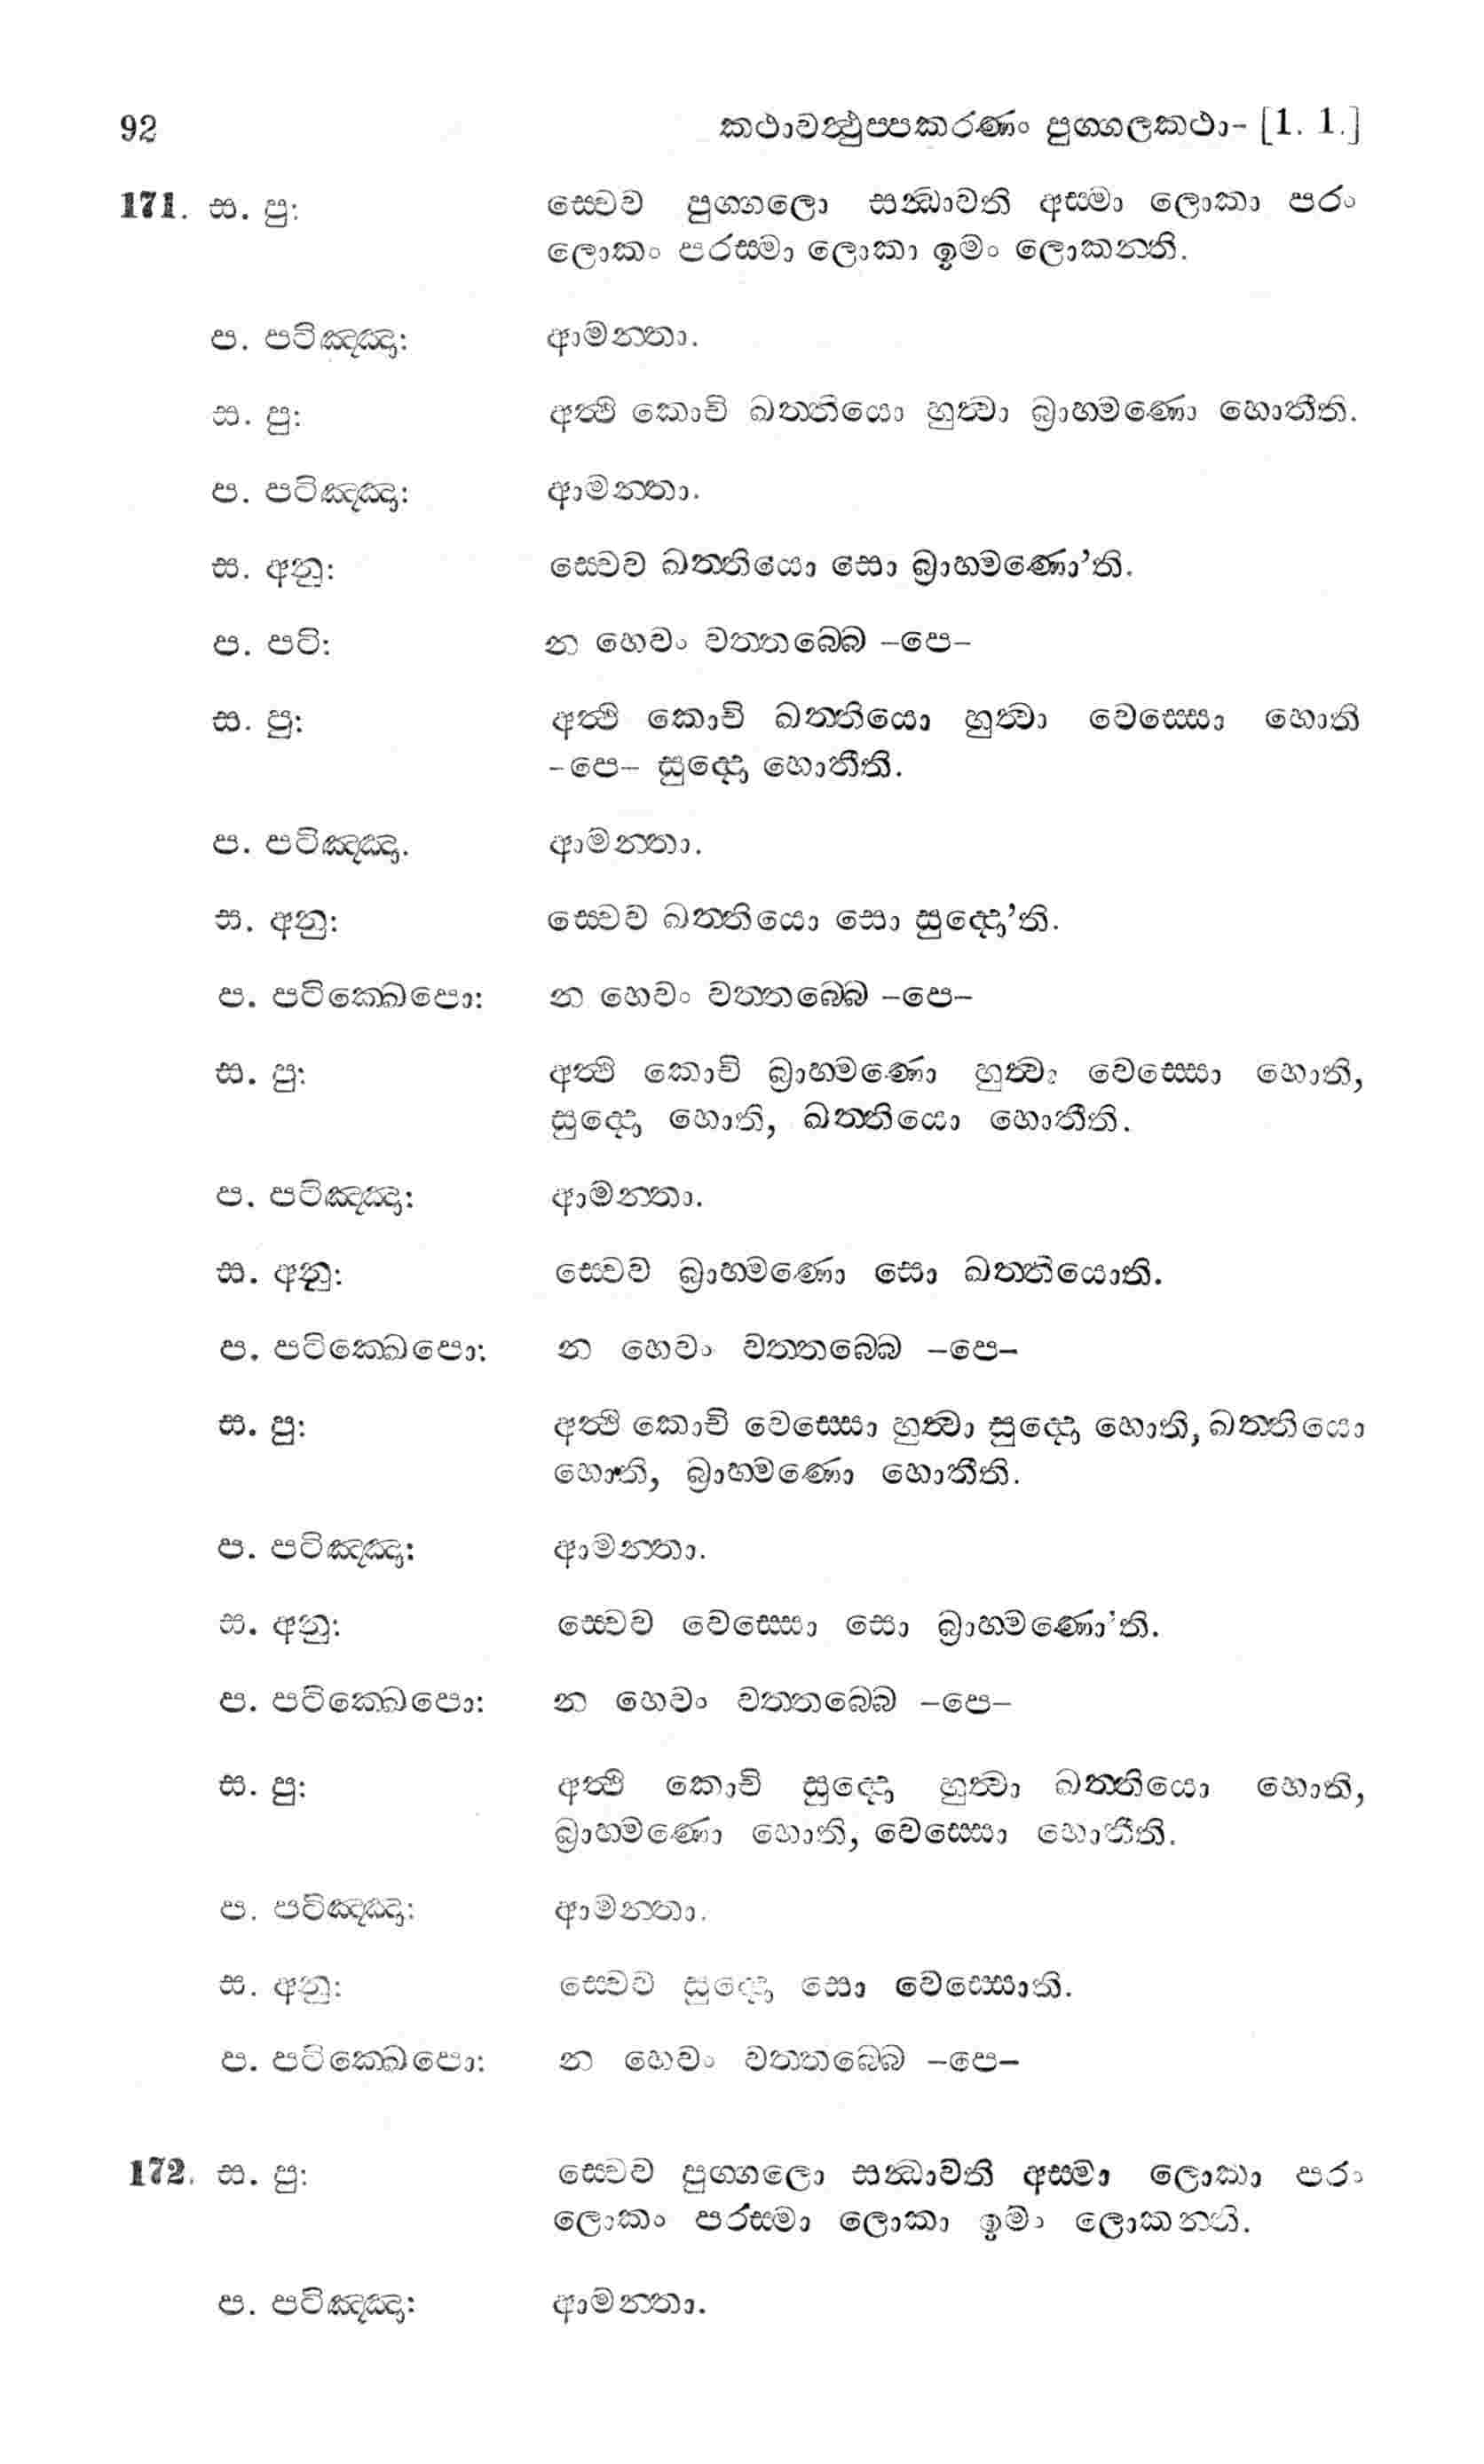 92 කථාවත්ථුප්පකරණං පුග්ගලකථා- [1. 1.]
171. ස. පු: ස්වෙව පුග්ගලො සන්ධාවති අස්මා ලොකා පරං
ලොකං පරස්මා ලොකා ඉමං ලොකන්ති.
ප. පටිඤ්ඤා: ආමන්තා.
ස. පු: අත්ථි කොචි ඛත්තියො හුත්වා බ්‍රාහ්මණො හොතීති.
ප. පටිඤ්ඤා: ආමන්තා.
ස. අනු: ස්වෙව ඛත්තියො සො බ්‍රාහ්මණො'ති.
ප. පටි: න හෙවං වත්තබ්බෙ –පෙ–
ස. පු: අත්ථි කොචි ඛත්තියො හුත්වා වෙස්සො හොති
–පෙ– සුද්දො හොතීති.
ප. පටිඤ්ඤා. ආමන්තා.
ස. අනු: ස්වෙව ඛත්තියො සො සුද්දො'ති.
ප. පටික්ඛෙපො: න හෙවං වත්තබ්බෙ –පෙ–
ස. පු: අත්ථි කොචි බ්‍රාහ්මණො හුත්වා වෙස්සො හොති,
සුද්දො හොති, ඛත්තියො හොතීති.
ප. පටිඤ්ඤා: ආමන්තා.
ස. අනු: ස්වෙව බ්‍රාහ්මණො සො ඛත්තියොති.
ප. පටික්ඛෙපො: න හෙවං වත්තබ්බෙ –පෙ–
ස. පු: අත්ථි කොචි වෙස්සො හුත්වා සුද්දො හොති, ඛත්තියො
හොති, බ්‍රාහ්මණො හොතීති.
ප. පටිඤ්ඤා: ආමන්තා.
ස. අනු: ස්වෙව වෙස්සො සො බ්‍රාහ්මණො'ති.
ප. පටික්ඛෙපො: න හෙවං වත්තබ්බෙ –පෙ–
ස. පු: අත්ථි කොචි සුද්දො හුත්වා ඛත්තියො හොති,
බ්‍රාහ්මණො හොති, වෙස්සො හොතීති.
ප. පටිඤ්ඤා: ආමන්තා.
ස. අනු: ස්වෙව සුද්දො සො වෙස්සොති.
ප. පටික්ඛෙපො: න හෙවං වත්තබ්බෙ –පෙ–
172. ස. පු: ස්වෙව පුග්ගලො සන්ධාවති අස්මා ලොකා පරං
ලොකං පරස්මා ලොකා ඉමං ලොකන්ති.
ප. පටිඤ්ඤා: ආමන්තා.